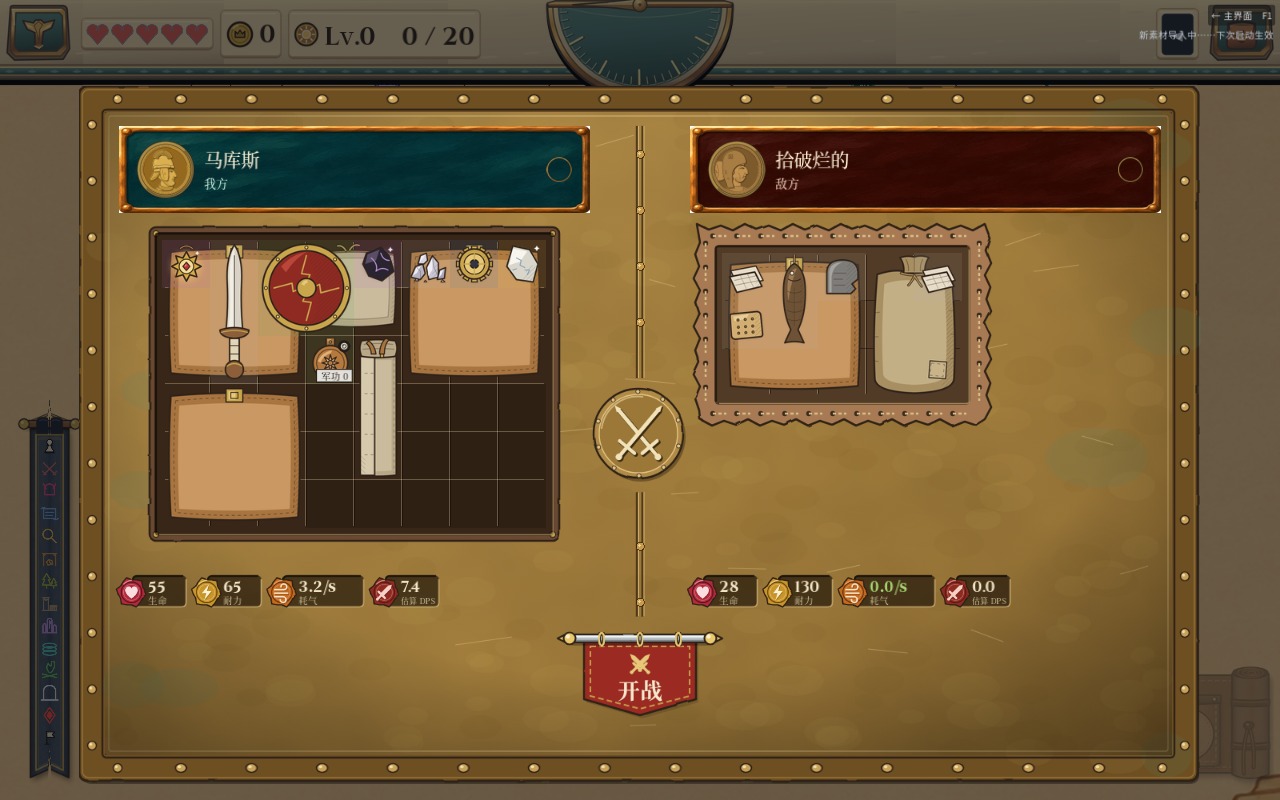 0
Lv.0 0 / 20
← 主界面 F1
新素材导入中……下次启动生效
马库斯
我方
拾破烂的
敌方
军功 0
55
生命
65
耐力
3.2/s
耗气
7.4
估算 DPS
28
生命
130
耐力
0.0/s
耗气
0.0
估算 DPS
开战